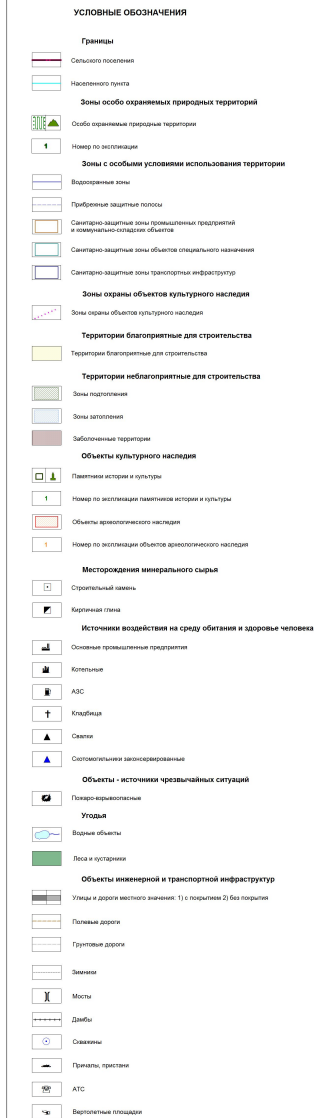 УСЛОВНЫЕ ОБОЗНАЧЕНИЯ
Границы
Сельского поселения
Населенного пункта
Зоны особо охраняемых природных территорий
Особо охраняемые природные территории
1 Номер по экспликации
Зоны с особыми условиями использования территории
Водоохранные зоны
Прибрежные защитные полосы
Санитарно-защитные зоны промышленных предприятий
и коммунально-складских объектов
Санитарно-защитные зоны объектов специального назначения
Санитарно-защитные зоны транспортных инфраструктур
Зоны охраны объектов культурного наследия
Зоны охраны объектов культурного наследия
Территории благоприятные для строительства
Территории благоприятные для строительства
Территории неблагоприятные для строительства
Зоны подтопления
Зоны затопления
Заболоченные территории
Объекты культурного наследия
Памятники истории и культуры
1 Номер по экспликации памятников истории и культуры
Объекты археологического наследия
1 Номер по экспликации объектов археологического наследия
Месторождения минерального сырья
Строительный камень
Кирпичная глина
Источники воздействия на среду обитания и здоровье человека
Основные промышленные предприятия
Котельные
АЗС
Кладбища
Свалки
Скотомогильники законсервированные
Объекты - источники чрезвычайных ситуаций
Пожаро-взрывоопасные
Угодья
Водные объекты
Леса и кустарники
Объекты инженерной и транспортной инфраструктур
Улицы и дороги местного значения: 1) с покрытием 2) без покрытия
Полевые дороги
Грунтовые дороги
Зимники
Мосты
Дамбы
Скважины
Причалы, пристани
АТС
Вертолетные площадки